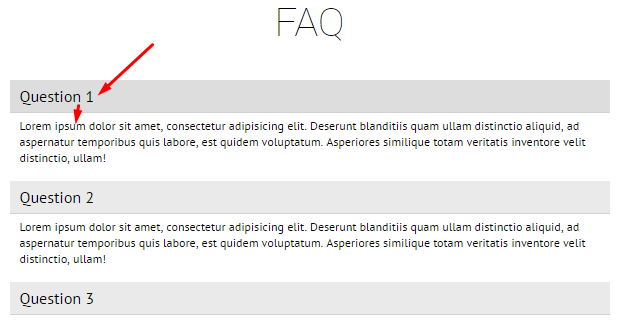 FAQ
Question 1
Lorem ipsum dolor sit amet, consectetur adipisicing elit. Deserunt blanditiis quam ullam distinctio aliquid, ad
aspernatur temporibus quis labore, est quidem voluptatum. Asperiores similique totam veritatis inventore velit
distinctio, ullam!
Question 2
Lorem ipsum dolor sit amet, consectetur adipisicing elit. Deserunt blanditiis quam ullam distinctio aliquid, ad
aspernatur temporibus quis labore, est quidem voluptatum. Asperiores similique totam veritatis inventore velit
distinctio, ullam!
Question 3